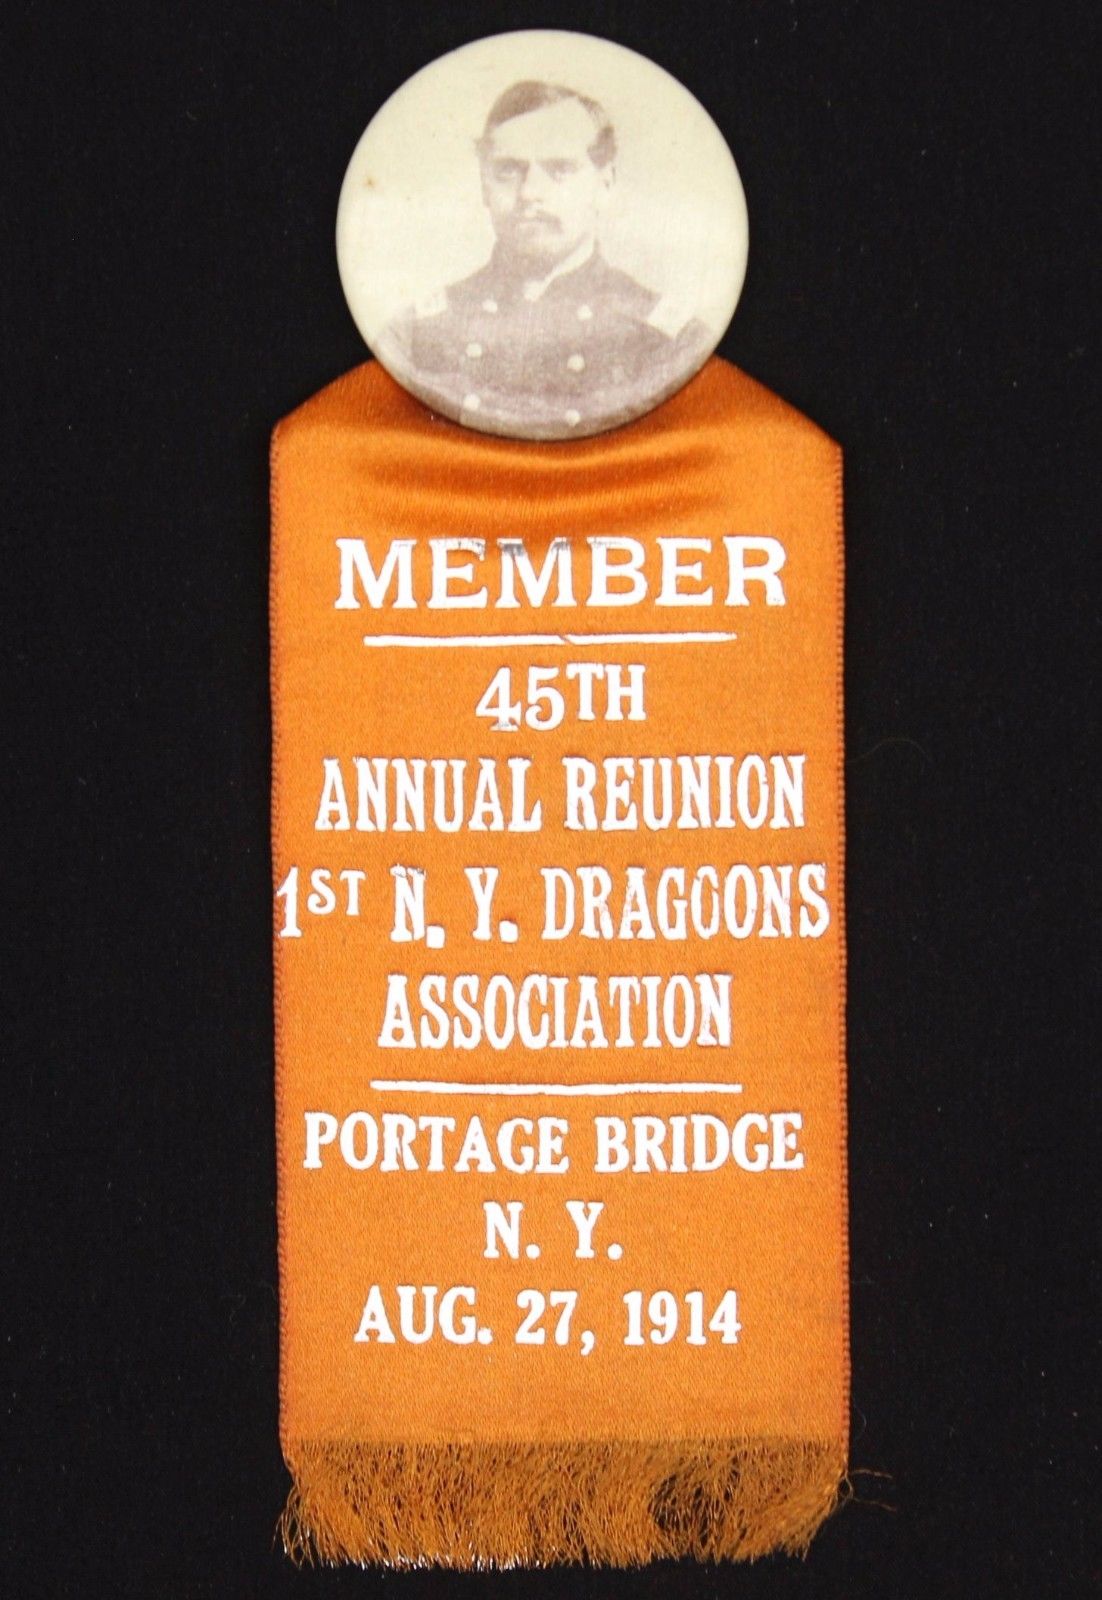 MEMBER
45TH
ANNUAL REUNION
1ST N. Y. DRAGOONS
ASSOCIATION
PORTAGE BRIDGE
N. Y.
AUG. 27, 1914